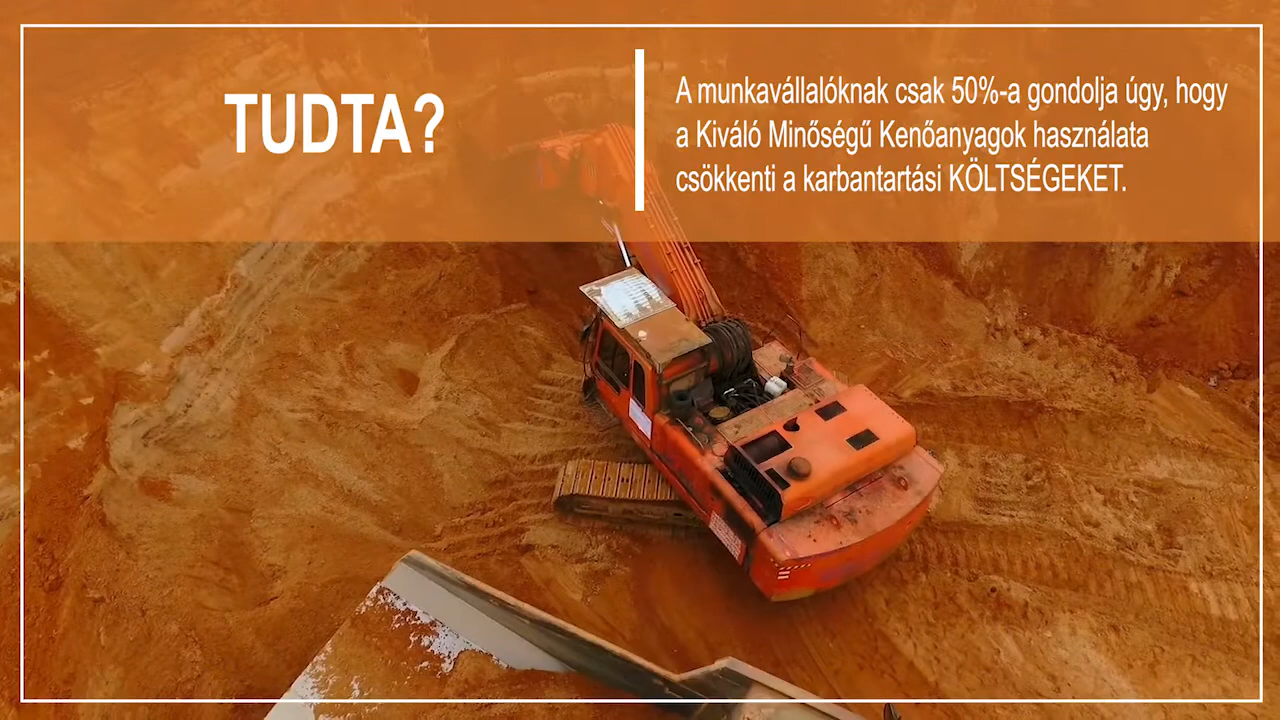 TUDTA?
A munkavállalóknak csak 50%-a gondolja úgy, hogy
a Kiváló Minőségű Kenőanyagok használata
csökkenti a karbantartási KÖLTSÉGEKET.